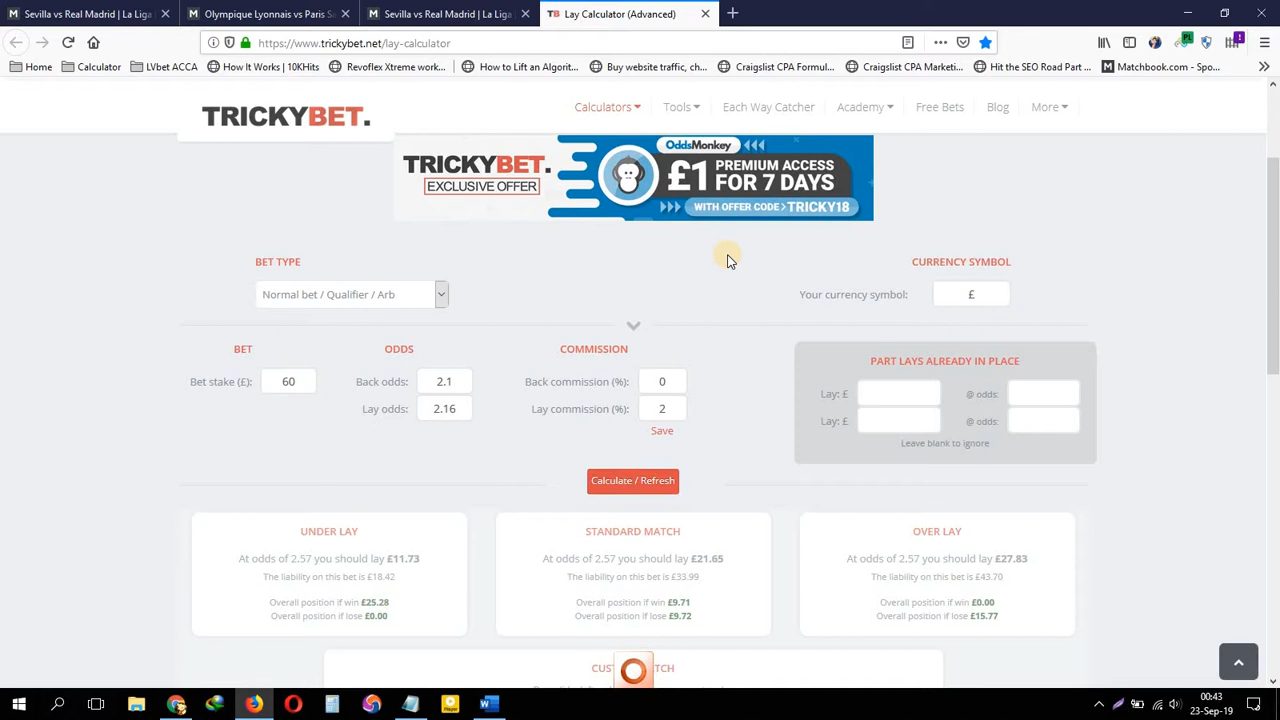 Sevilla vs Real Madrid | La Liga
Olympique Lyonnais vs Paris Sa
Sevilla vs Real Madrid | La Liga
TB Lay Calculator (Advanced)
https://www.trickybet.net/lay-calculator
Home
Calculator
LVbet ACCA
How It Works | 10KHits
Revoflex Xtreme work...
How to Lift an Algorit...
Buy website traffic, ch...
Craigslist CPA Formul...
Craigslist CPA Marketi...
Hit the SEO Road Part ...
Matchbook.com - Spo...
TRICKYBET.
Calculators
Tools
Each Way Catcher
Academy
Free Bets
Blog
More
TRICKYBET.
EXCLUSIVE OFFER
OddsMonkey
£1 PREMIUM ACCESS
FOR 7 DAYS
WITH OFFER CODE> TRICKY18
BET TYPE
CURRENCY SYMBOL
Normal bet / Qualifier / Arb
Your currency symbol: £
BET
ODDS
COMMISSION
PART LAYS ALREADY IN PLACE
Bet stake (£): 60
Back odds: 2.1
Back commission (%): 0
Lay: £ @ odds:
Lay odds: 2.16
Lay commission (%): 2
Lay: £ @ odds:
Save
Leave blank to ignore
Calculate / Refresh
UNDER LAY
At odds of 2.57 you should lay £11.73
The liability on this bet is £18.42
Overall position if win £25.28
Overall position if lose £0.00
STANDARD MATCH
At odds of 2.57 you should lay £21.65
The liability on this bet is £33.99
Overall position if win £9.71
Overall position if lose £9.72
OVER LAY
At odds of 2.57 you should lay £27.83
The liability on this bet is £43.70
Overall position if win £0.00
Overall position if lose £15.77
00:43
23-Sep-19